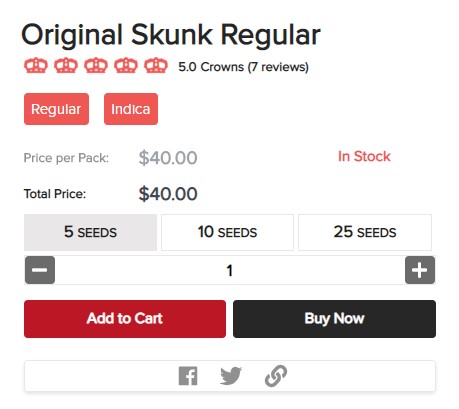 Original Skunk Regular
5.0 Crowns (7 reviews)
Regular Indica
Price per Pack: $40.00 In Stock
Total Price: $40.00
5 SEEDS 10 SEEDS 25 SEEDS
1
Add to Cart Buy Now